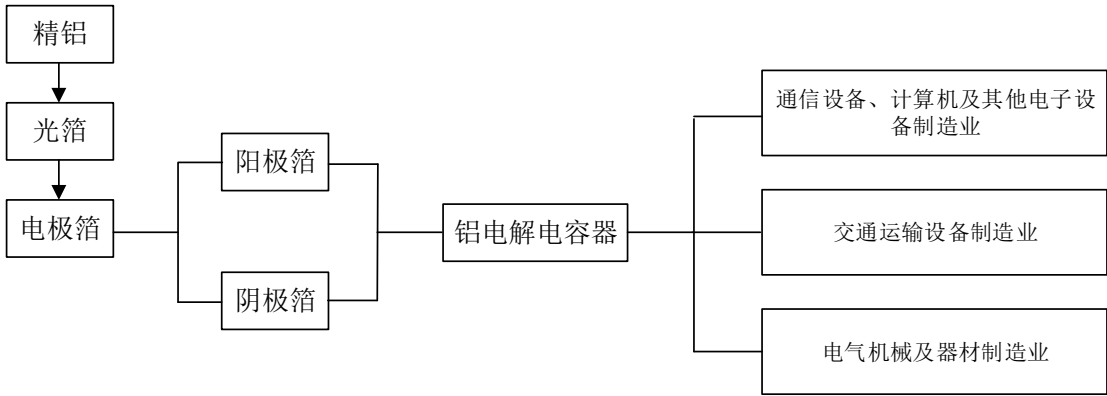 精铝
光箔
电极箔
阳极箔
阴极箔
铝电解电容器
通信设备、计算机及其他电子设
备制造业
交通运输设备制造业
电气机械及器材制造业